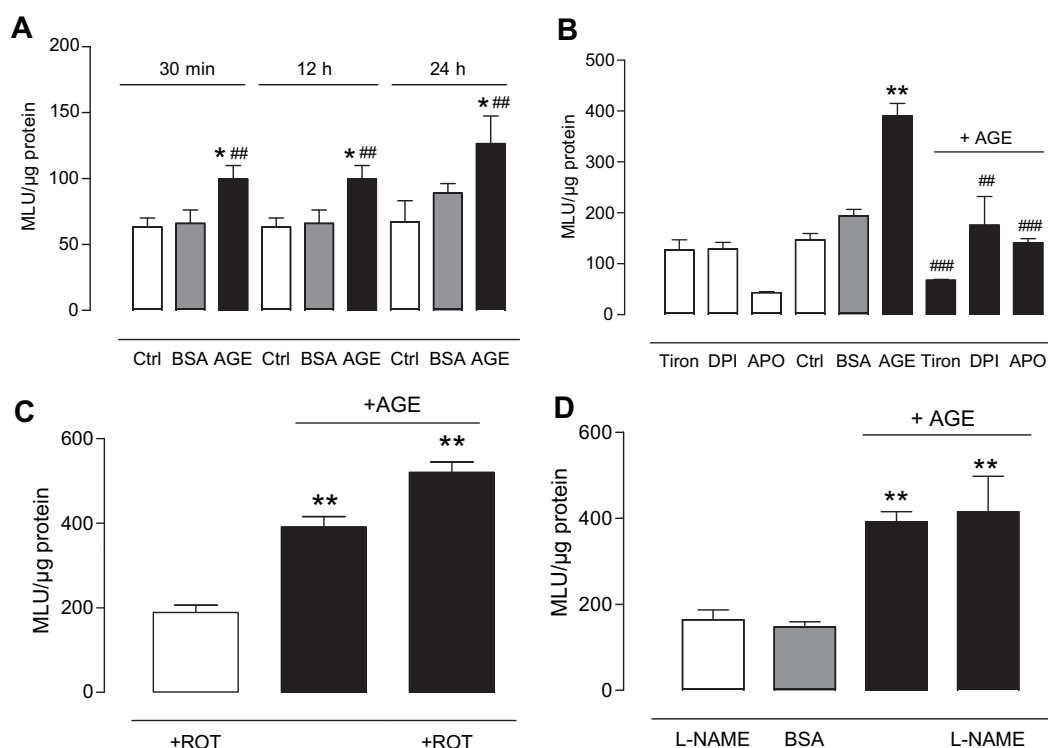 A
MLU/µg protein
200
150
100
50
0
30 min 12 h 24 h
* ## * ## * ##
Ctrl BSA AGE Ctrl BSA AGE Ctrl BSA AGE
B
MLU/µg protein
500
400
300
200
100
0
**
+ AGE
### ## ###
Tiron DPI APO Ctrl BSA AGE Tiron DPI APO
C
MLU/µg protein
600
400
200
0
+AGE
** **
+ROT +ROT
D
MLU/µg protein
600
400
200
0
+ AGE
** **
L-NAME BSA L-NAME